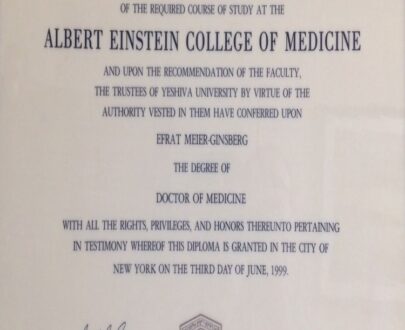 OF THE REQUIRED COURSE OF STUDY AT THE
ALBERT EINSTEIN COLLEGE OF MEDICINE
AND UPON THE RECOMMENDATION OF THE FACULTY,
THE TRUSTEES OF YESHIVA UNIVERSITY BY VIRTUE OF THE
AUTHORITY VESTED IN THEM HAVE CONFERRED UPON
EFRAT MEIER-GINSBERG
THE DEGREE OF
DOCTOR OF MEDICINE
WITH ALL THE RIGHTS, PRIVILEGES, AND HONORS THEREUNTO PERTAINING
IN TESTIMONY WHEREOF THIS DIPLOMA IS GRANTED IN THE CITY OF
NEW YORK ON THE THIRD DAY OF JUNE, 1999.